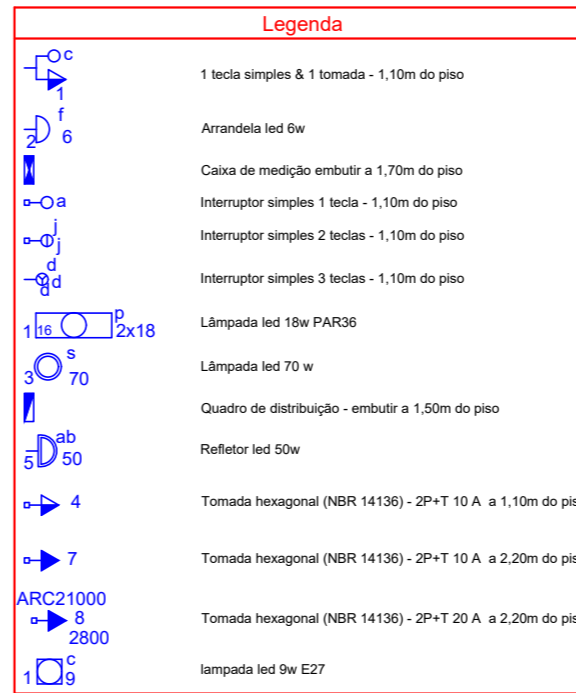 Legenda
c
1
1 tecla simples & 1 tomada - 1,10m do piso
f
2 6
Arrandela led 6w
Caixa de medição embutir a 1,70m do piso
a
Interruptor simples 1 tecla - 1,10m do piso
j
j
Interruptor simples 2 teclas - 1,10m do piso
d
d
d
Interruptor simples 3 teclas - 1,10m do piso
p
1 16 2x18
Lâmpada led 18w PAR36
s
3 70
Lâmpada led 70 w
Quadro de distribuição - embutir a 1,50m do piso
ab
5 50
Refletor led 50w
4
Tomada hexagonal (NBR 14136) - 2P+T 10 A a 1,10m do pis
7
Tomada hexagonal (NBR 14136) - 2P+T 10 A a 2,20m do pis
ARC21000
8
2800
Tomada hexagonal (NBR 14136) - 2P+T 20 A a 2,20m do pis
c
1 9
lampada led 9w E27